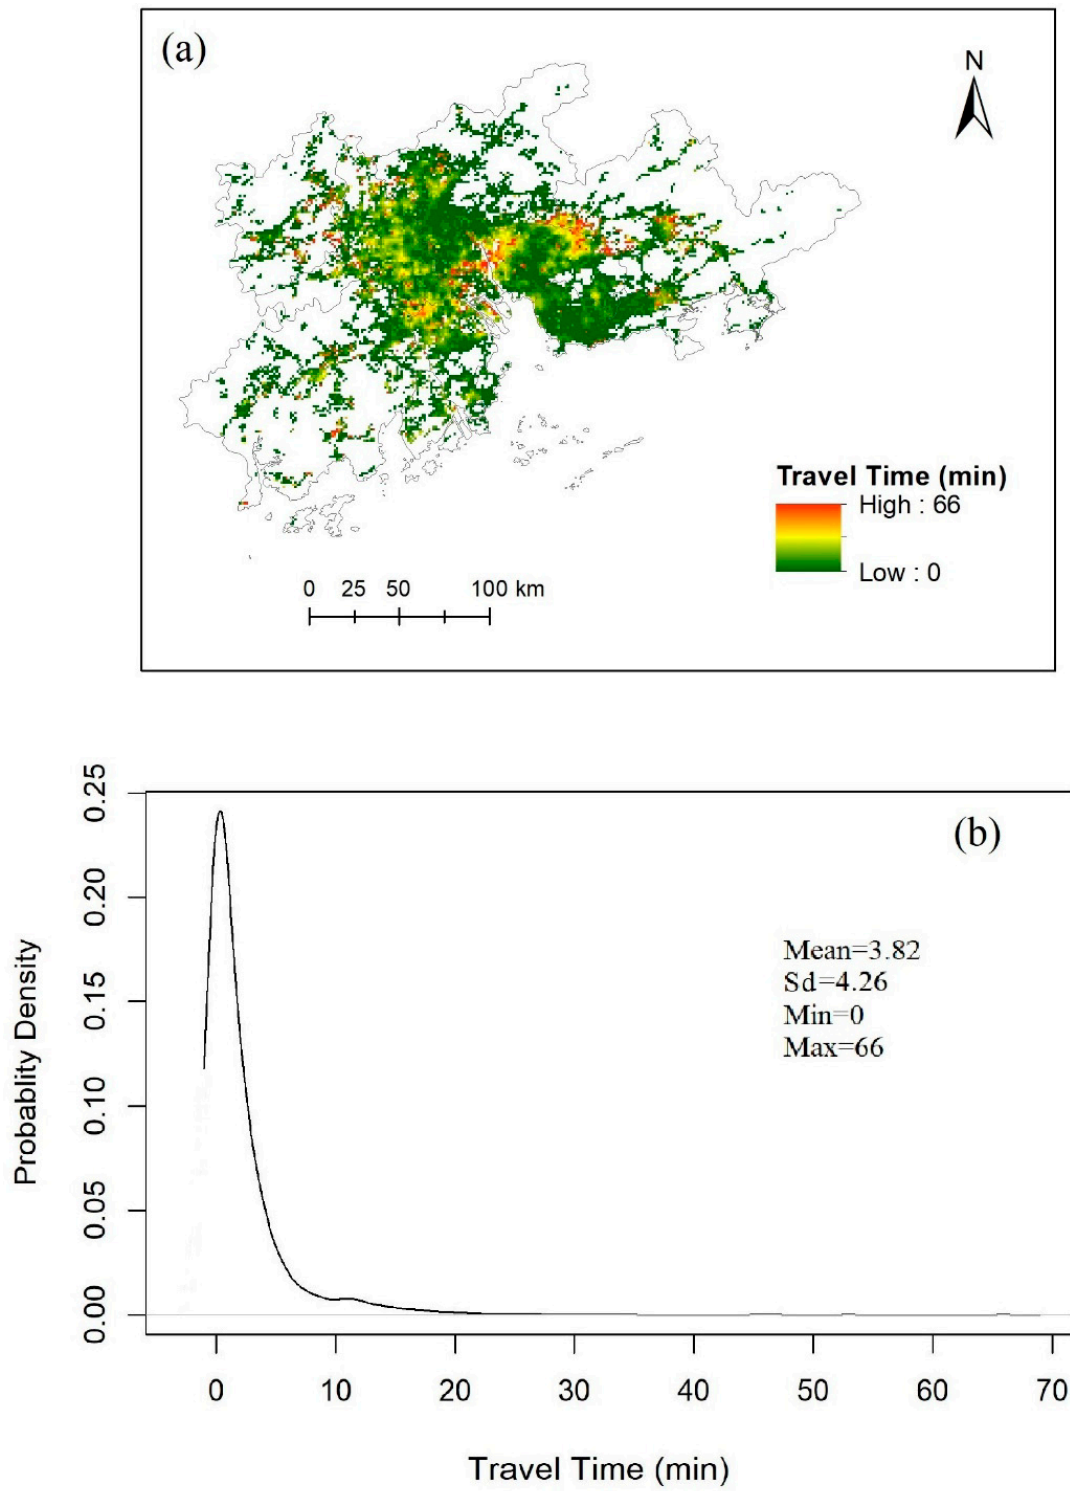 (a)
N
Travel Time (min)
High : 66
Low : 0
0 25 50 100 km
(b)
0.25
0.20
0.15
0.10
0.05
0.00
Probablity Density
Mean=3.82
Sd=4.26
Min=0
Max=66
0 10 20 30 40 50 60 70
Travel Time (min)